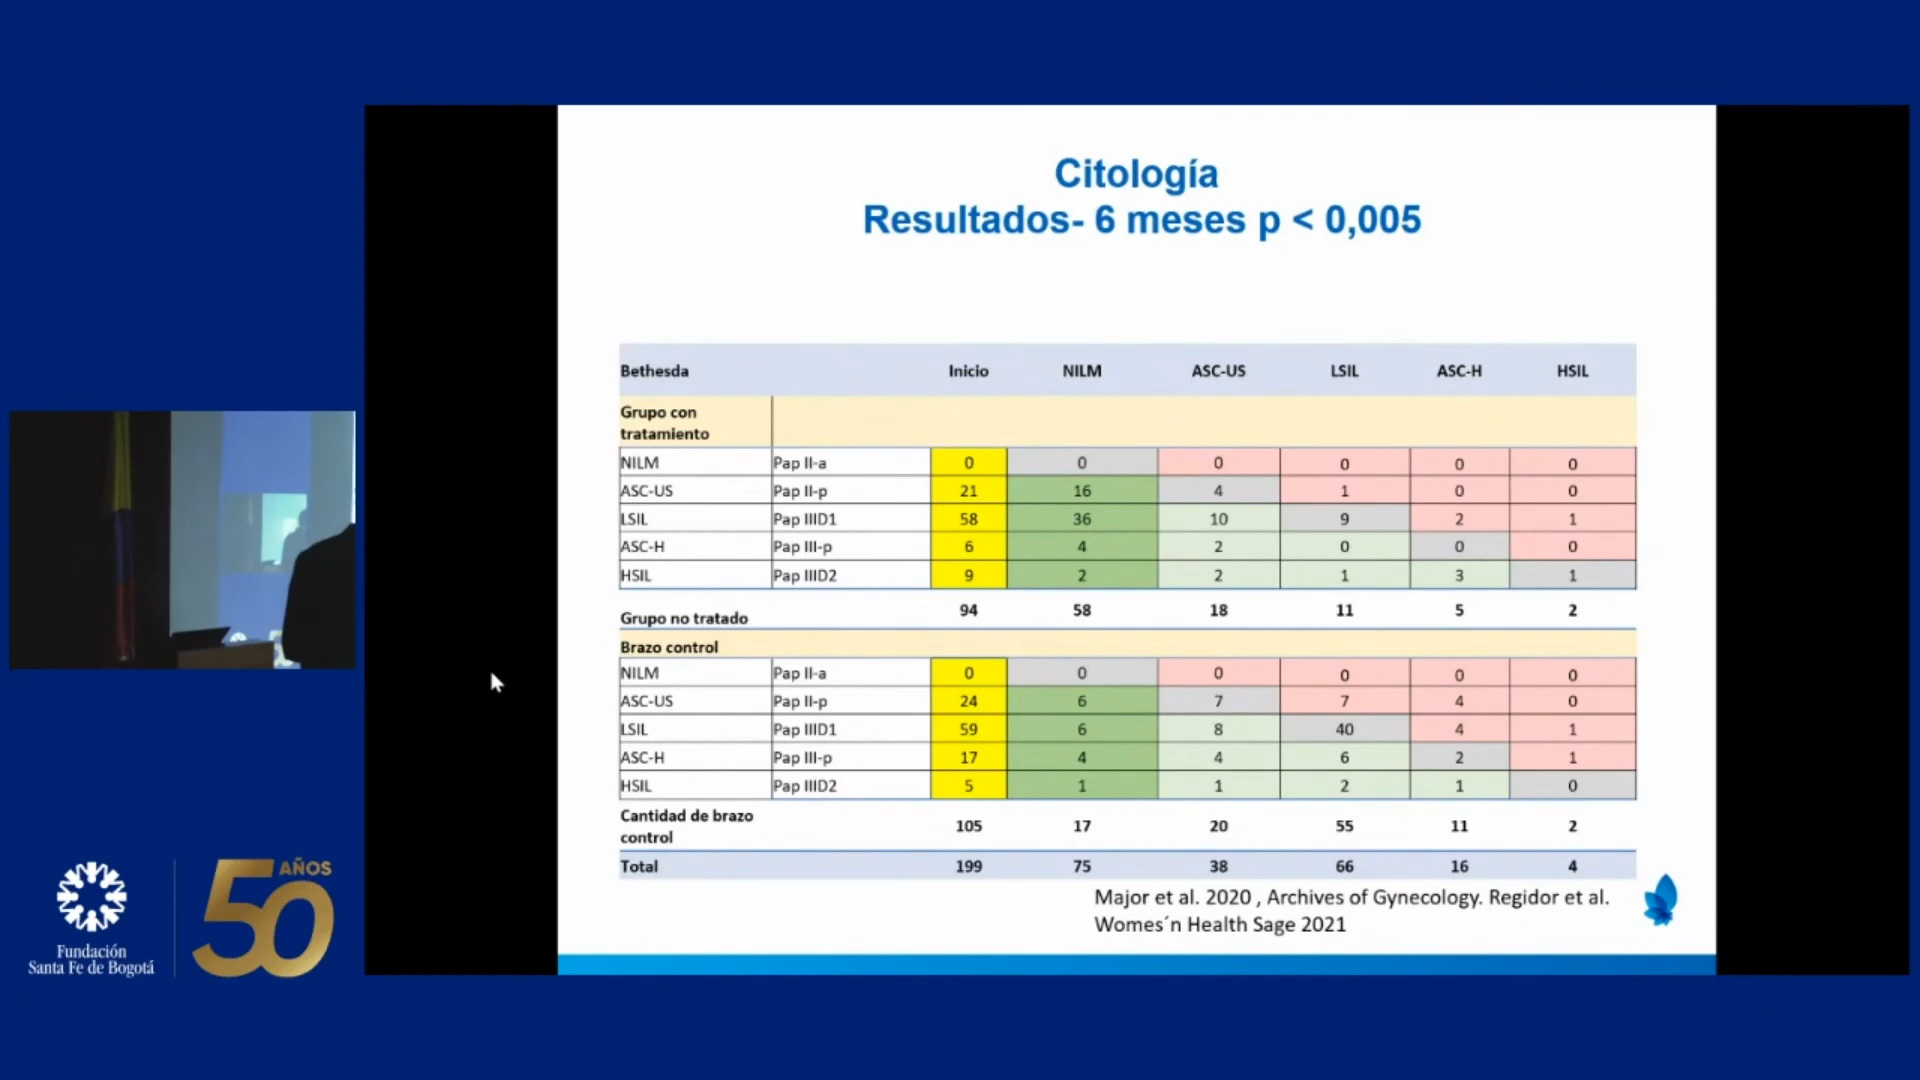 Citología
Resultados- 6 meses p < 0,005
Bethesda Inicio NILM ASC-US LSIL ASC-H HSIL
Grupo con
tratamiento
NILM Pap II-a 0 0 0 0 0 0
ASC-US Pap II-p 21 16 4 1 0 0
LSIL Pap IIID1 58 36 10 9 2 1
ASC-H Pap III-p 6 4 2 0 0 0
HSIL Pap IIID2 9 2 2 1 3 1
Grupo no tratado 94 58 18 11 5 2
Brazo control
NILM Pap II-a 0 0 0 0 0 0
ASC-US Pap II-p 24 6 7 7 4 0
LSIL Pap IIID1 59 6 8 40 4 1
ASC-H Pap III-p 17 4 4 6 2 1
HSIL Pap IIID2 5 1 1 2 1 0
Cantidad de brazo
control 105 17 20 55 11 2
Total 199 75 38 66 16 4
Major et al. 2020 , Archives of Gynecology. Regidor et al.
Womes´n Health Sage 2021
Fundación
Santa Fe de Bogotá
50 AÑOS